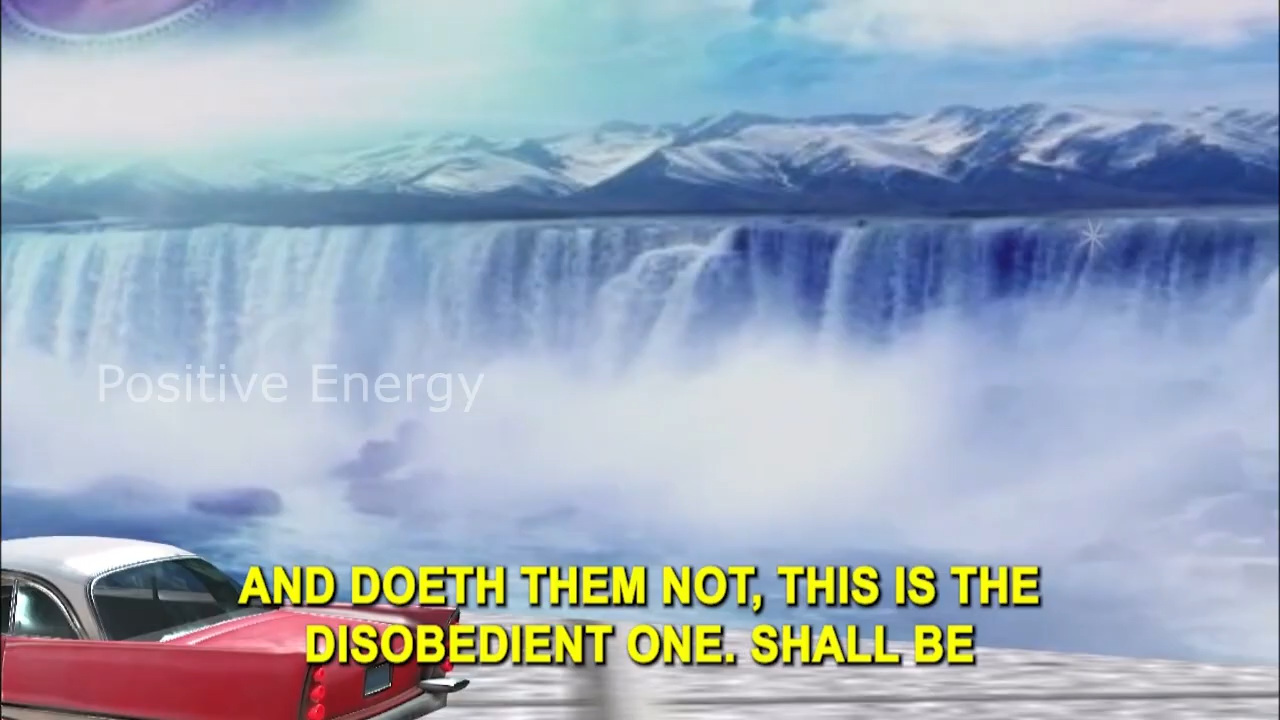 Positive Energy
AND DOETH THEM NOT, THIS IS THE
DISOBEDIENT ONE. SHALL BE